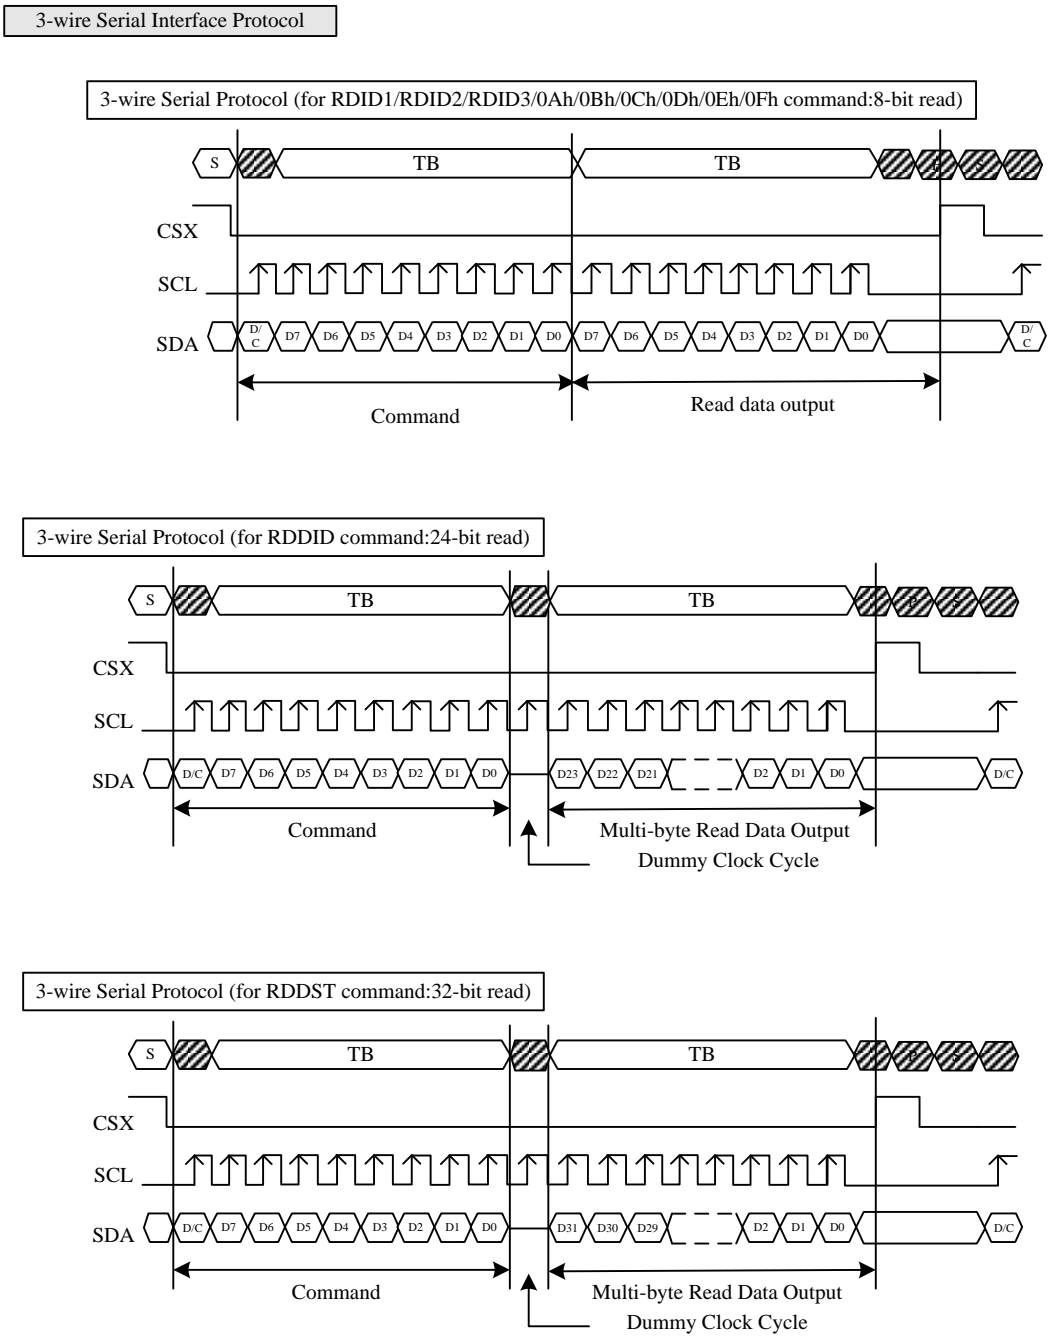 3-wire Serial Interface Protocol
3-wire Serial Protocol (for RDID1/RDID2/RDID3/0Ah/0Bh/0Ch/0Dh/0Eh/0Fh command:8-bit read)
S TB TB P S
CSX
SCL
SDA D/C D7 D6 D5 D4 D3 D2 D1 D0 D7 D6 D5 D4 D3 D2 D1 D0 D/C
Command Read data output
3-wire Serial Protocol (for RDDID command:24-bit read)
S TB TB P S
CSX
SCL
SDA D/C D7 D6 D5 D4 D3 D2 D1 D0 D23 D22 D21 D2 D1 D0 D/C
Command Multi-byte Read Data Output
Dummy Clock Cycle
3-wire Serial Protocol (for RDDST command:32-bit read)
S TB TB P S
CSX
SCL
SDA D/C D7 D6 D5 D4 D3 D2 D1 D0 D31 D30 D29 D2 D1 D0 D/C
Command Multi-byte Read Data Output
Dummy Clock Cycle